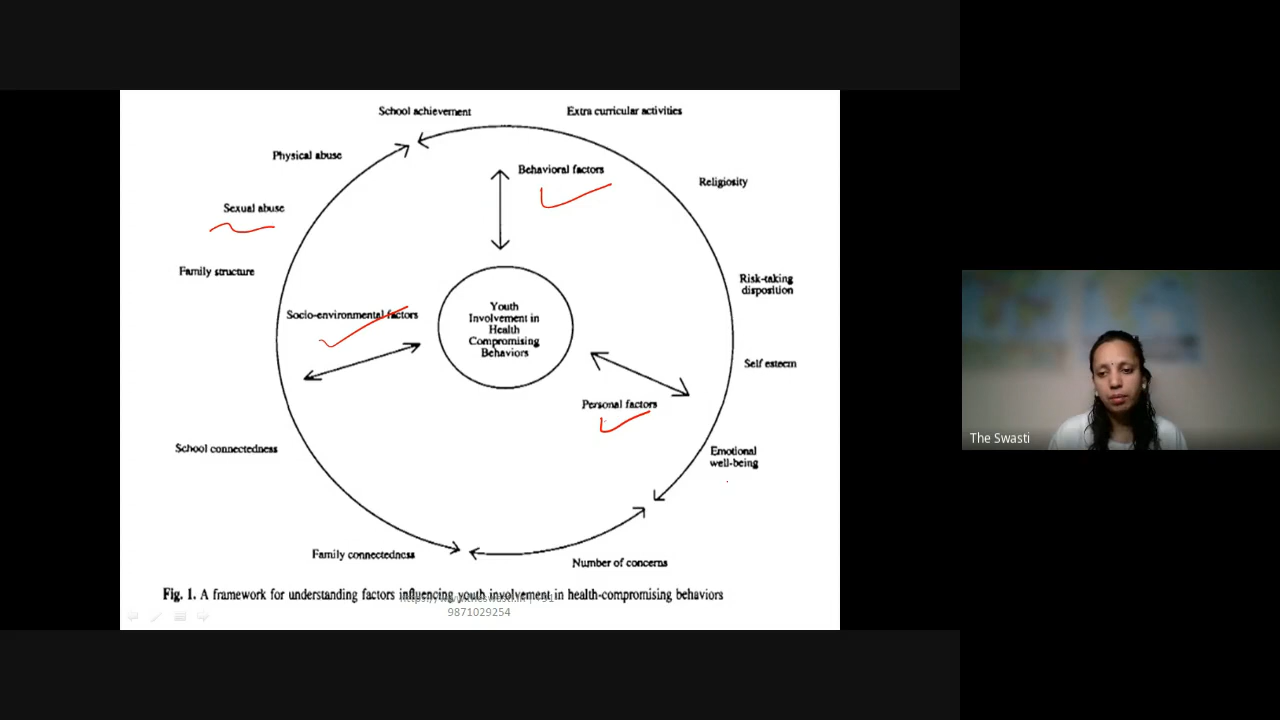 School achievement
Extra curricular activities
Physical abuse
Behavioral factors
Religiosity
Sexual abuse
Family structure
Risk-taking
disposition
Socio-environmental factors
Youth
Involvement in
Health
Compromising
Behaviors
Self esteem
Personal factors
School connectedness
Emotional
well-being
Family connectedness
Number of concerns
Fig. 1. A framework for understanding factors influencing youth involvement in health-compromising behaviors
9871029254
The Swasti